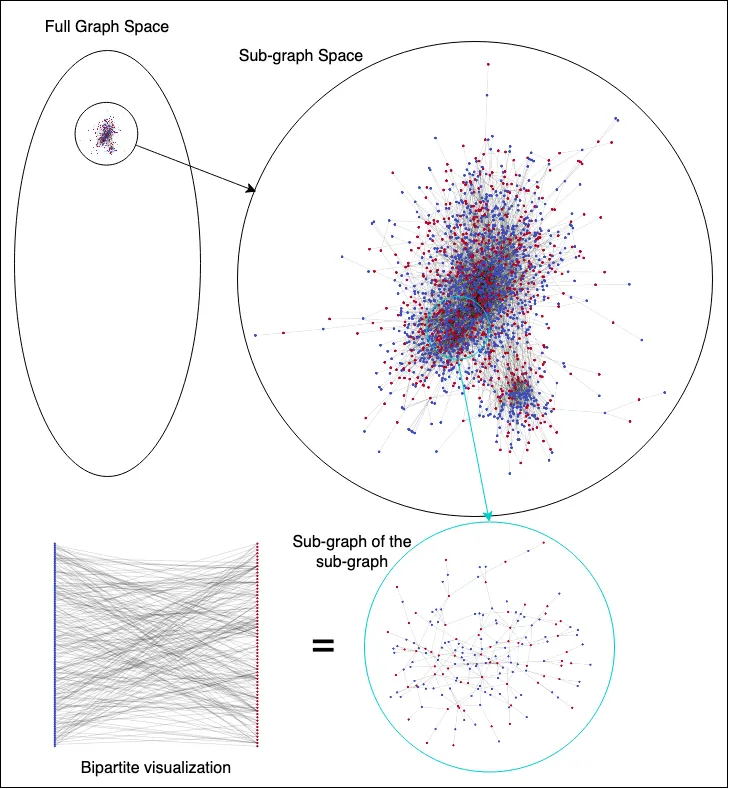 Full Graph Space
Sub-graph Space
Sub-graph of the
sub-graph
=
Bipartite visualization